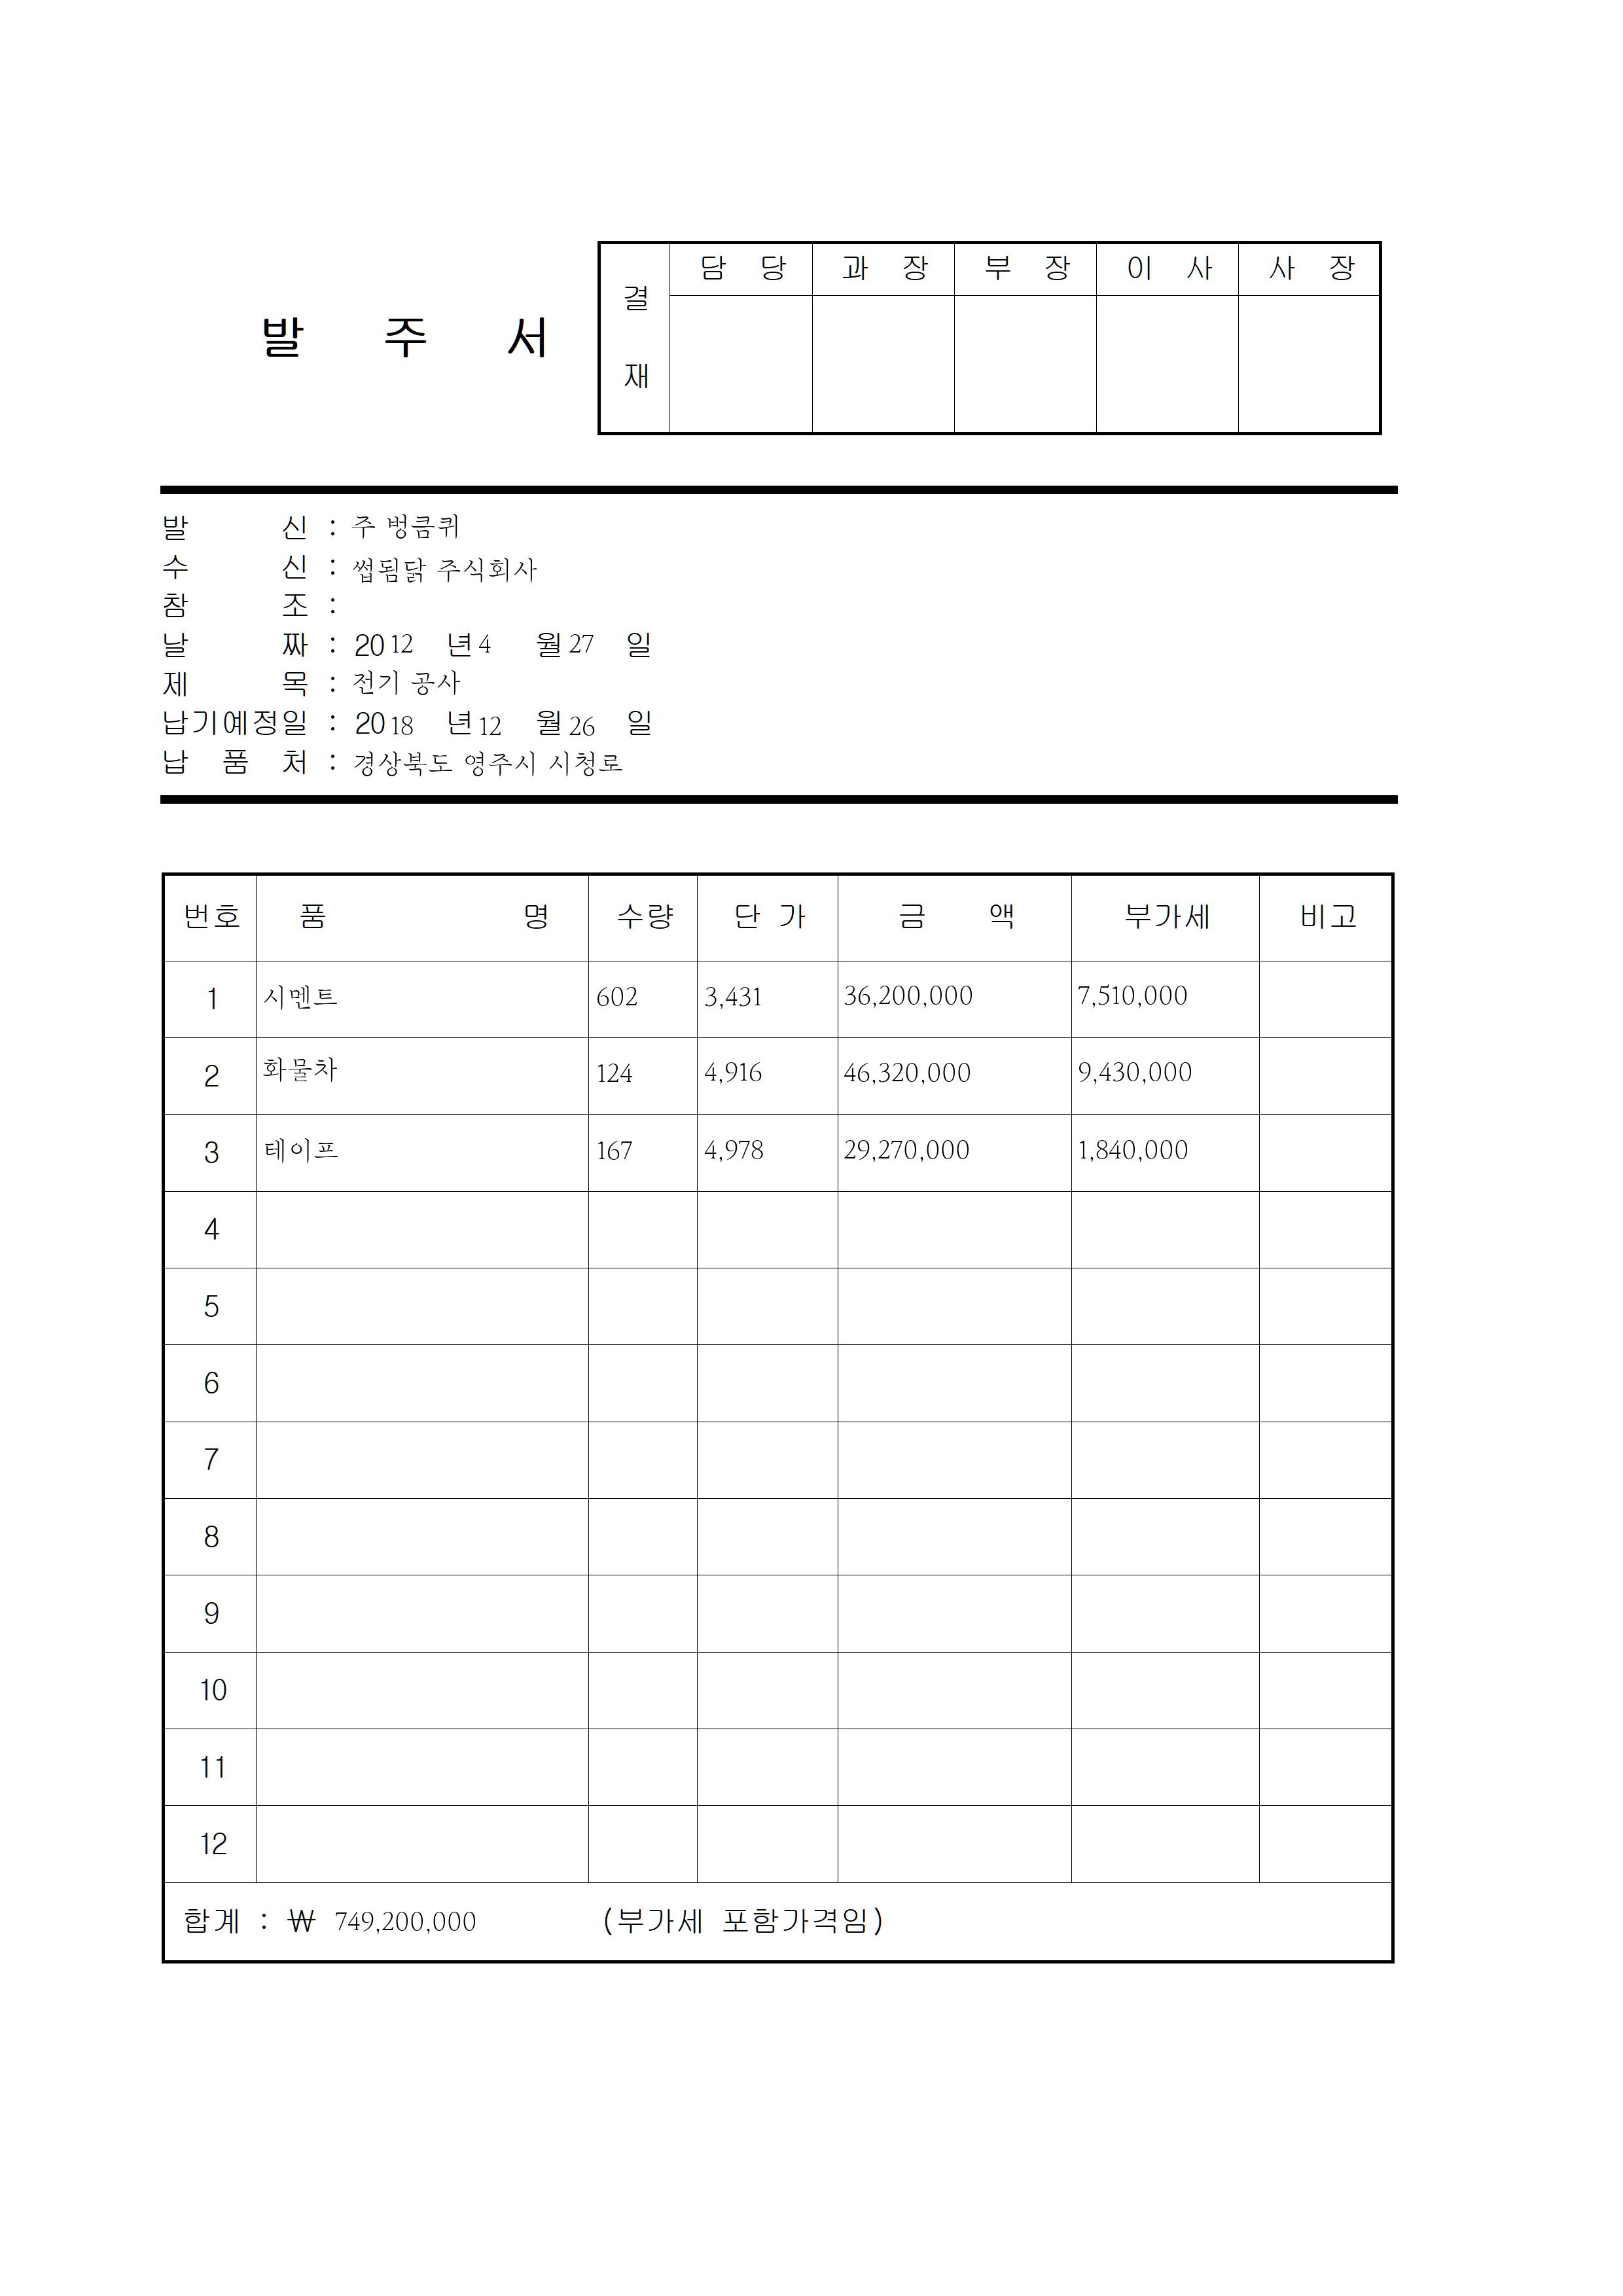 발 주 서
결 재
담 당 과 장 부 장 이 사 사 장
발 신 : 주 벙큼퀴
수 신 : 썹됨닭 주식회사
참 조 :
날 짜 : 2012 년 4 월 27 일
제 목 : 전기 공사
납기예정일 : 2018 년 12 월 26 일
납 품 처 : 경상북도 영주시 시청로
번호 품 명 수량 단 가 금 액 부가세 비고
1 시멘트 602 3,431 36,200,000 7,510,000
2 화물차 124 4,916 46,320,000 9,430,000
3 테이프 167 4,978 29,270,000 1,840,000
4
5
6
7
8
9
10
11
12
합계 : ₩ 749,200,000 (부가세 포함가격임)